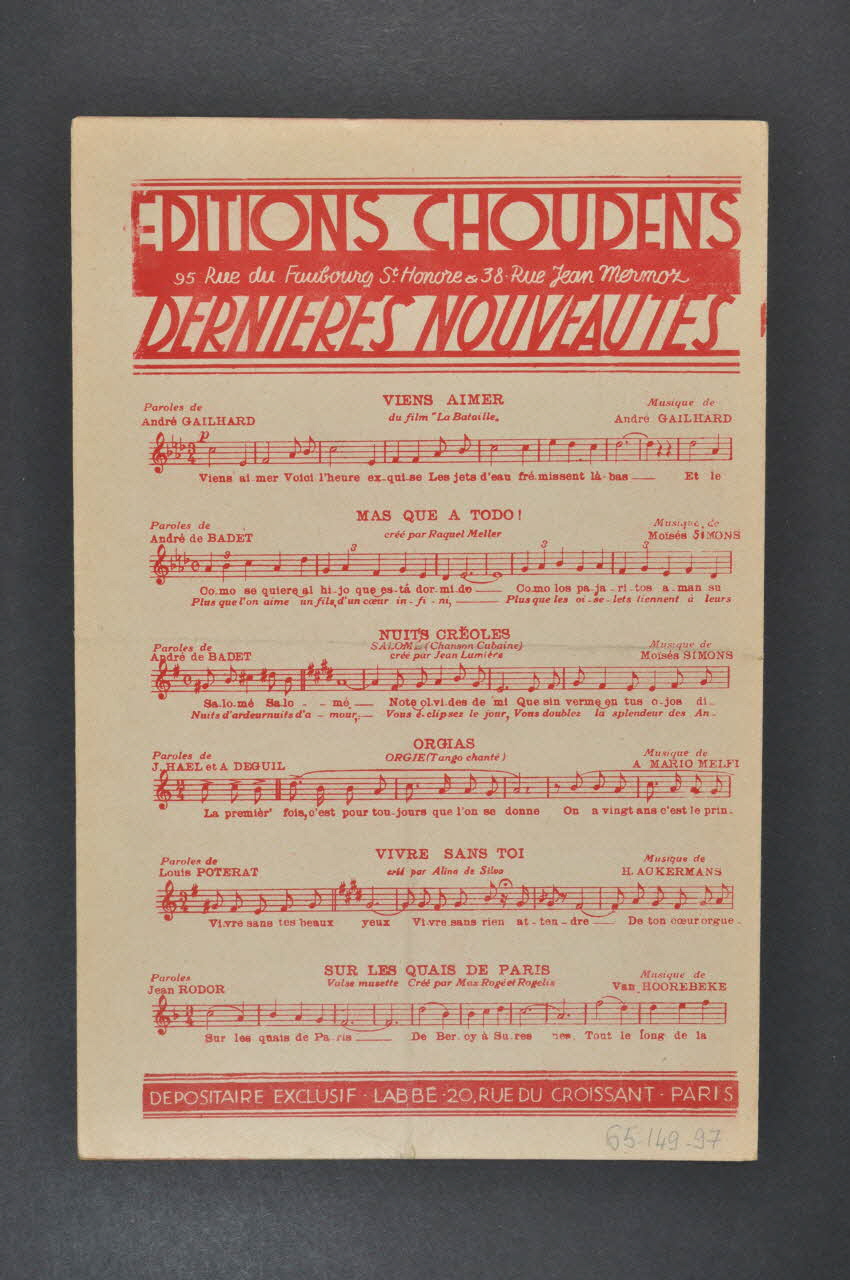 EDITIONS CHOUDENS
95 Rue du Faubourg St Honore & 38 · Rue Jean Mermoz
DERNIERES NOUVEAUTES
VIENS AIMER
Paroles de
André GAILHARD
du film "La Bataille"
Musique de
André GAILHARD
p
Viens ai-mer Voici l'heure ex-qui-se Les jets d'eau fré-missent là-bas Et le
MAS QUE A TODO!
Paroles de
André de BADET
créé par Raquel Meller
Musique de
Moïsés SIMONS
3 3 3 3
Co-mo se quiere al hi-jo que es-tá dor-mi-do Co-mo los pa-ja-ri-tos a-man su
Plus que l'on aime un fils, d'un cœur in-fi-ni, Plus que les oi-se-lets tiennent à leurs
NUITS CRÉOLES
Paroles de
André de BADET
SALOMÉ (Chanson Cubaine)
créé par Jean Lumière
Musique de
Moïsés SIMONS
Sa-lo-mé Sa-lo-mé Note ol-vi-des de mi Que sin verme en tus o-jos di-
Nuits d'ardeur nuits d'a-mour, Vous é-clipsez le jour, Vous doublez la splendeur des An-
ORGIAS
Paroles de
J. HAEL et A DEGUIL
ORGIE (Tango chanté)
Musique de
A MARIO MELFI
La premièr' fois, c'est pour tou-jours que l'on se donne On a vingt ans c'est le prin-
VIVRE SANS TOI
Paroles de
Louis POTERAT
créé par Alina de Silva
Musique de
H. ACKERMANS
Vi-vre sans tes beaux yeux Vi-vre sans rien at-ten-dre De ton cœur orgue-
SUR LES QUAIS DE PARIS
Paroles
Jean RODOR
Valse musette Créé par Max Rogé et Rogelis
Musique de
Van HOOREBEKE
Sur les quais de Pa-ris De Ber-cy à Su-res nes Tout le long de la
DEPOSITAIRE EXCLUSIF · LABBÉ · 20, RUE DU CROISSANT · PARIS
65-149-97